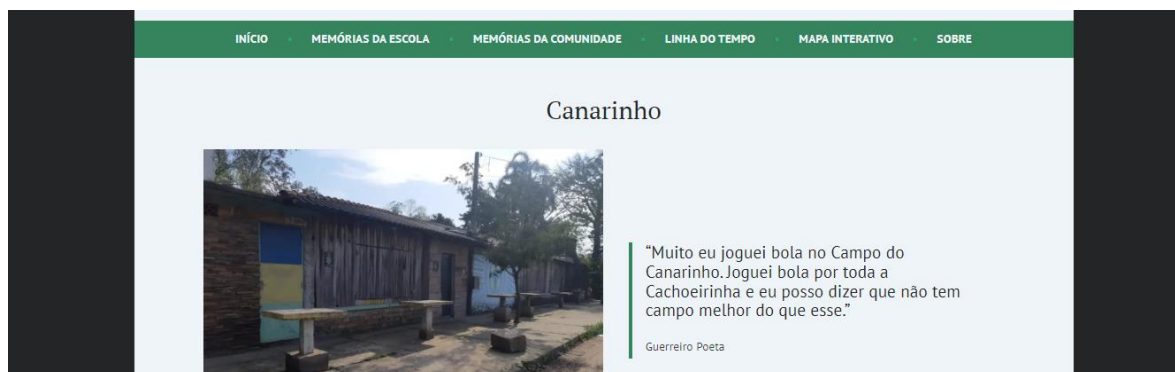 INÍCIO • MEMÓRIAS DA ESCOLA • MEMÓRIAS DA COMUNIDADE • LINHA DO TEMPO • MAPA INTERATIVO • SOBRE
Canarinho
“Muito eu joguei bola no Campo do
Canarinho. Joguei bola por toda a
Cachoeirinha e eu posso dizer que não tem
campo melhor do que esse.”
Guerreiro Poeta